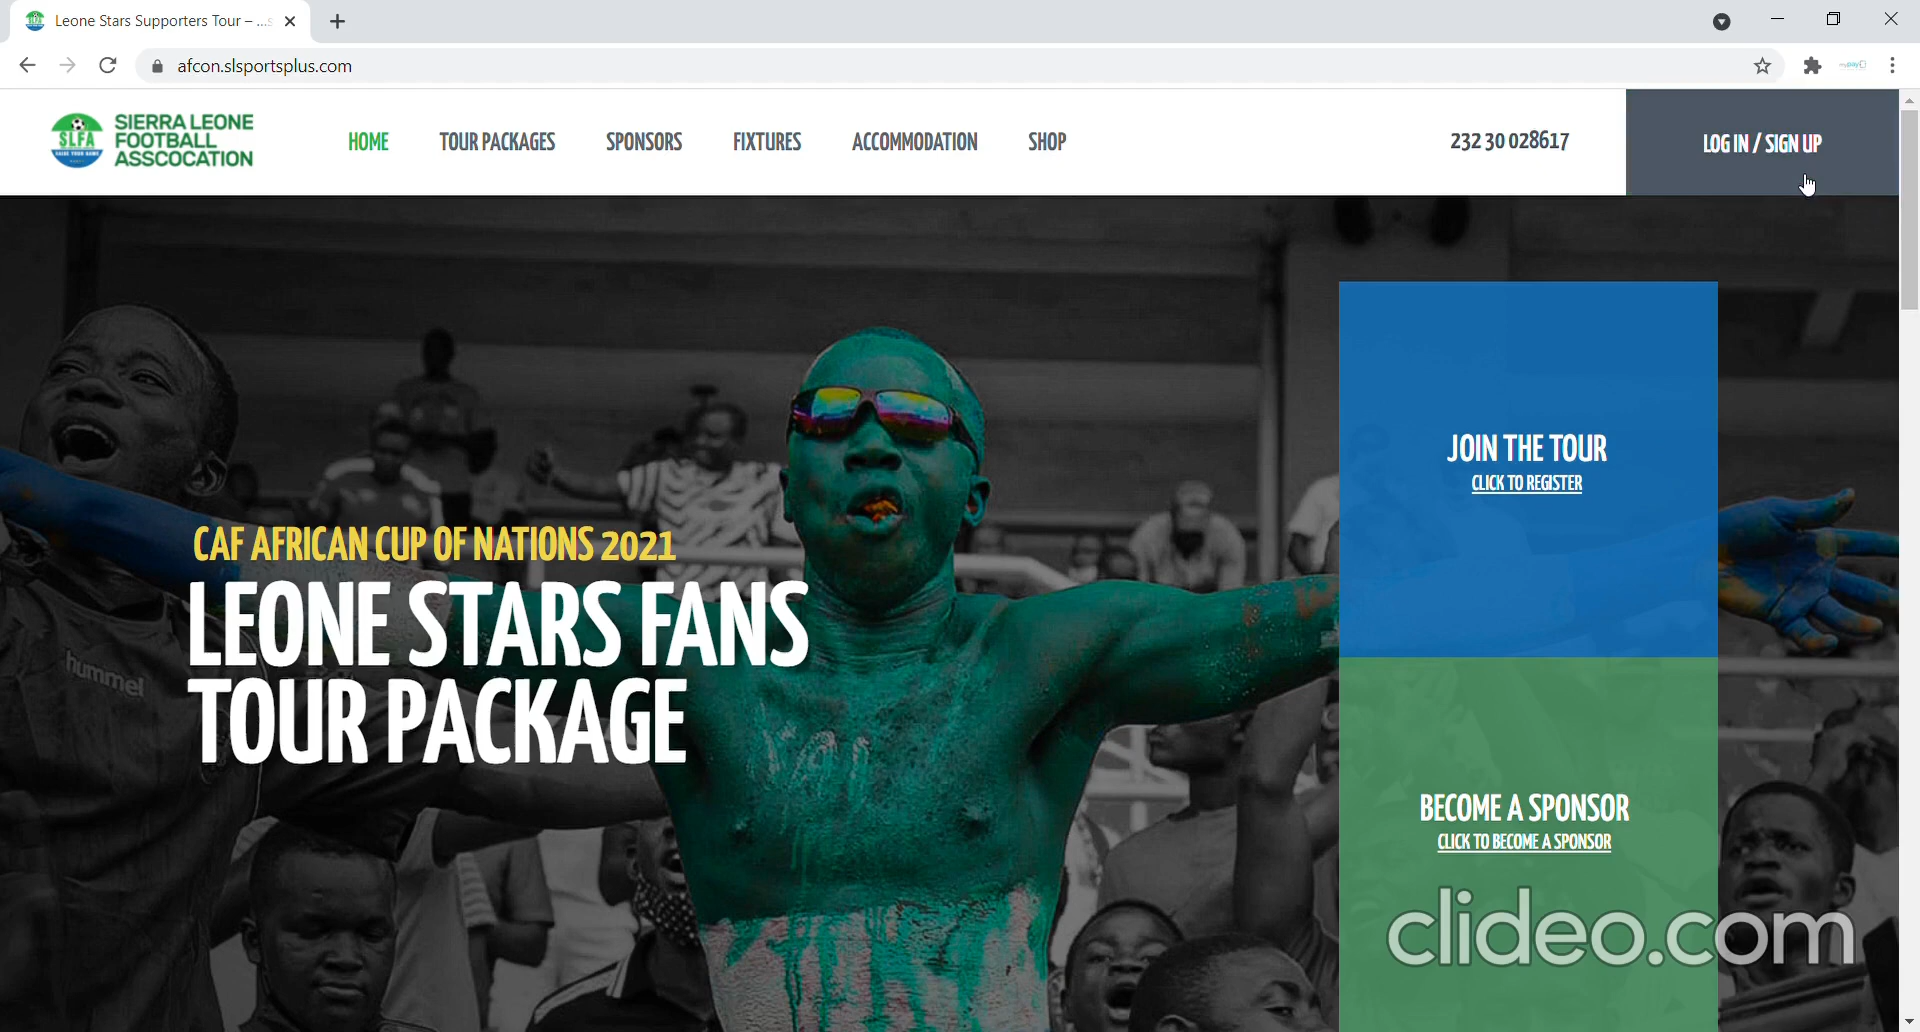 Leone Stars Supporters Tour – ...s
afcon.slsportsplus.com
mypay
SLFA
SIERRA LEONE
FOOTBALL
ASSCOCATION
HOME
TOUR PACKAGES
SPONSORS
FIXTURES
ACCOMMODATION
SHOP
232 30 028617
LOG IN / SIGN UP
JOIN THE TOUR
CLICK TO REGISTER
CAF AFRICAN CUP OF NATIONS 2021
LEONE STARS FANS
TOUR PACKAGE
hummel
BECOME A SPONSOR
CLICK TO BECOME A SPONSOR
clideo.com